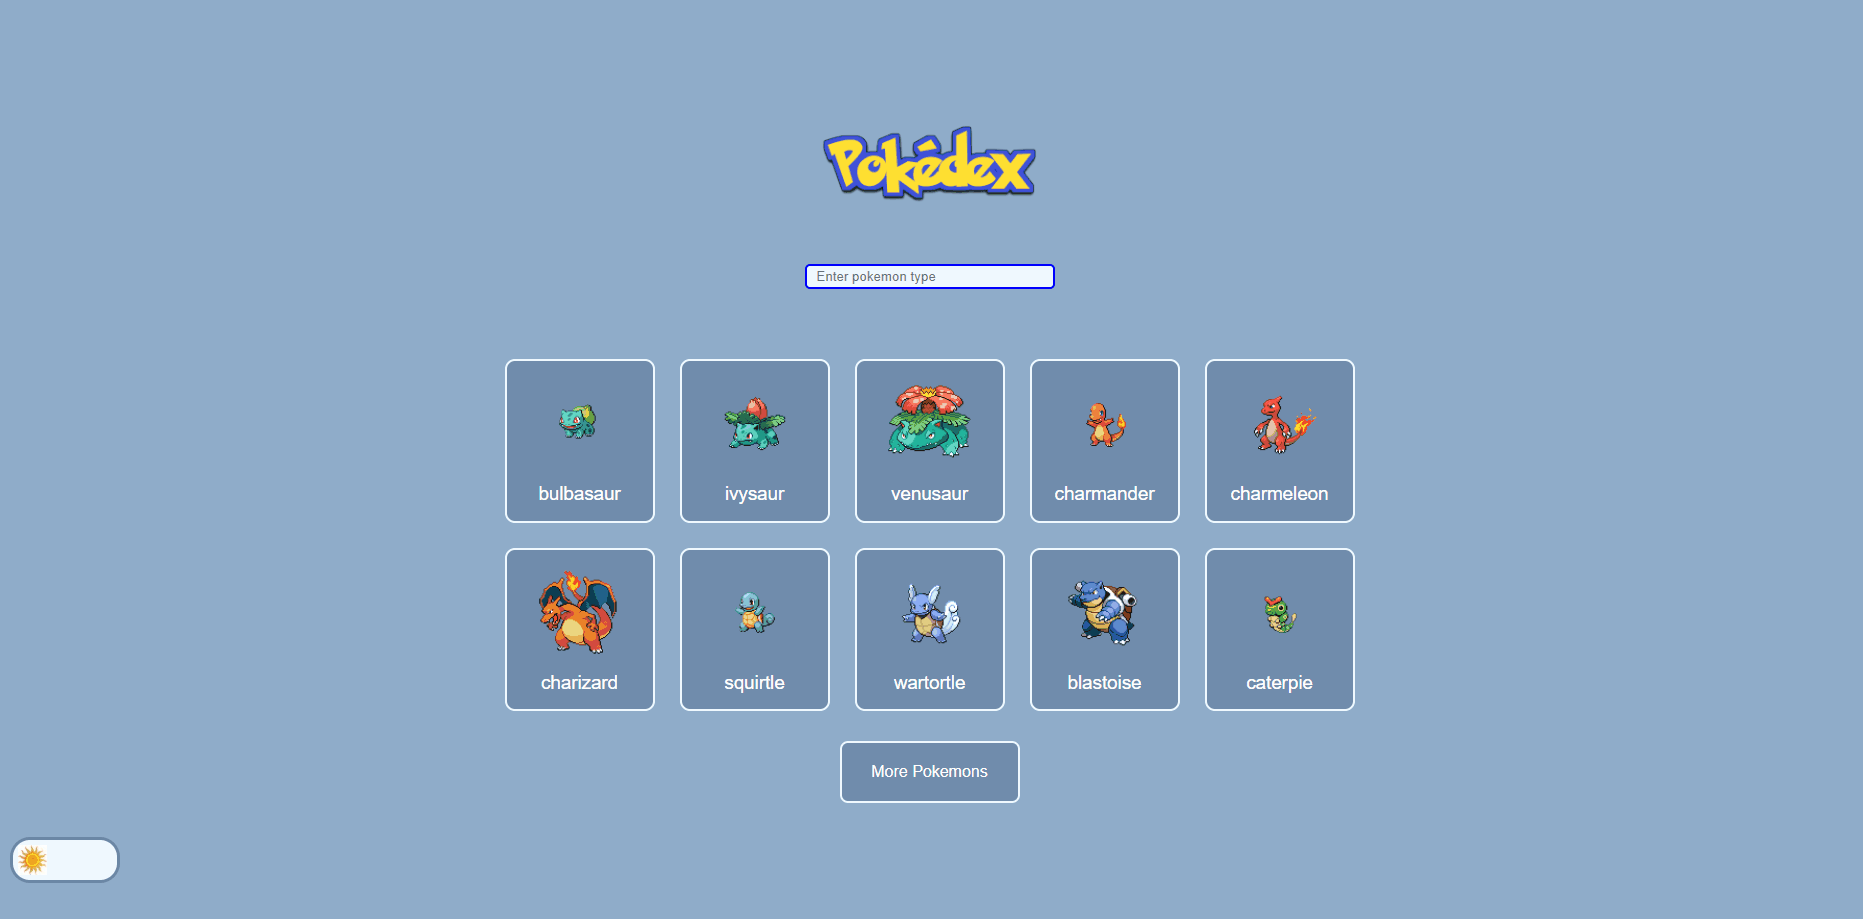 Pokédex
Enter pokemon type
bulbasaur
ivysaur
venusaur
charmander
charmeleon
charizard
squirtle
wartortle
blastoise
caterpie
More Pokemons